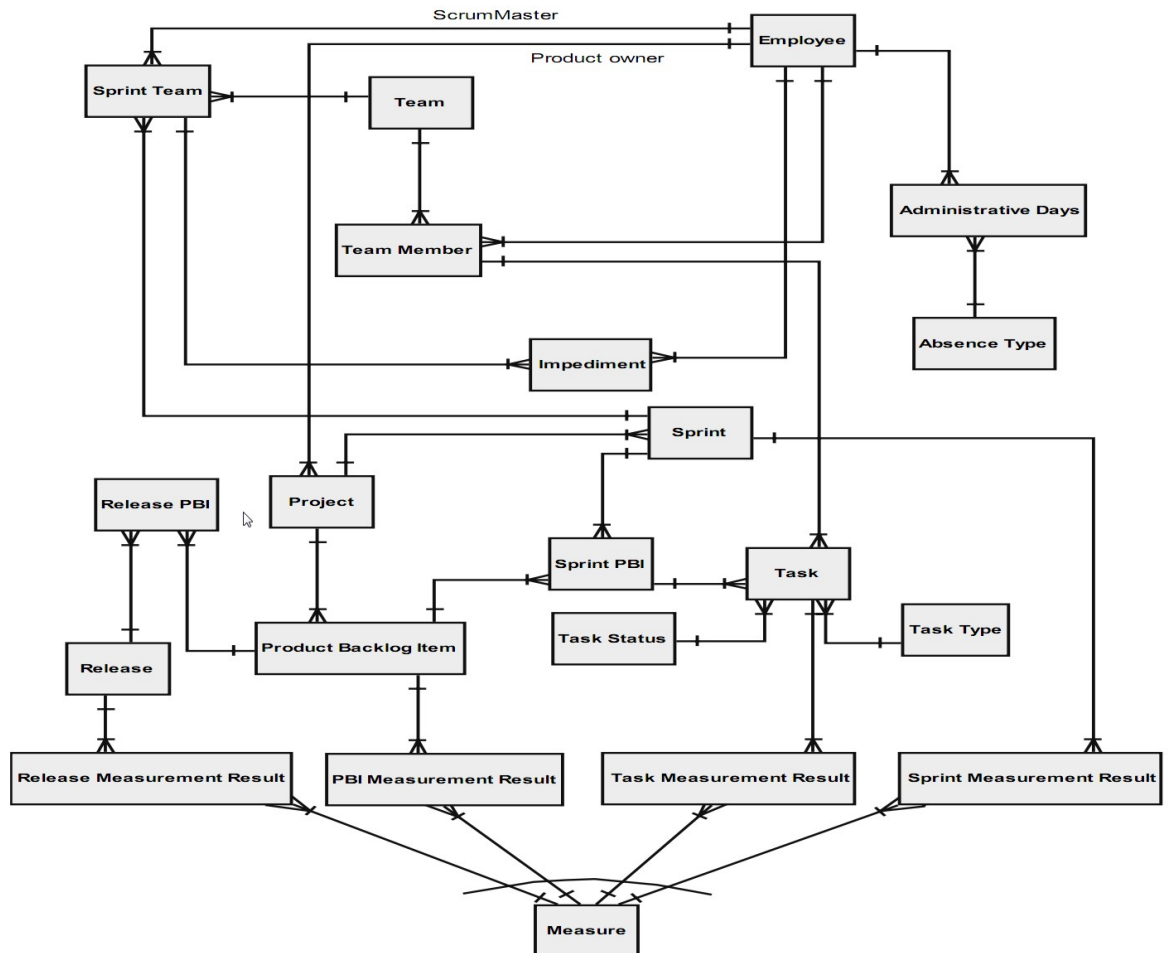 ScrumMaster
Employee
Product owner
Sprint Team
Team
Administrative Days
Team Member
Absence Type
Impediment
Sprint
Release PBI
Project
Sprint PBI
Task
Task Status
Task Type
Product Backlog Item
Release
Release Measurement Result
PBI Measurement Result
Task Measurement Result
Sprint Measurement Result
Measure